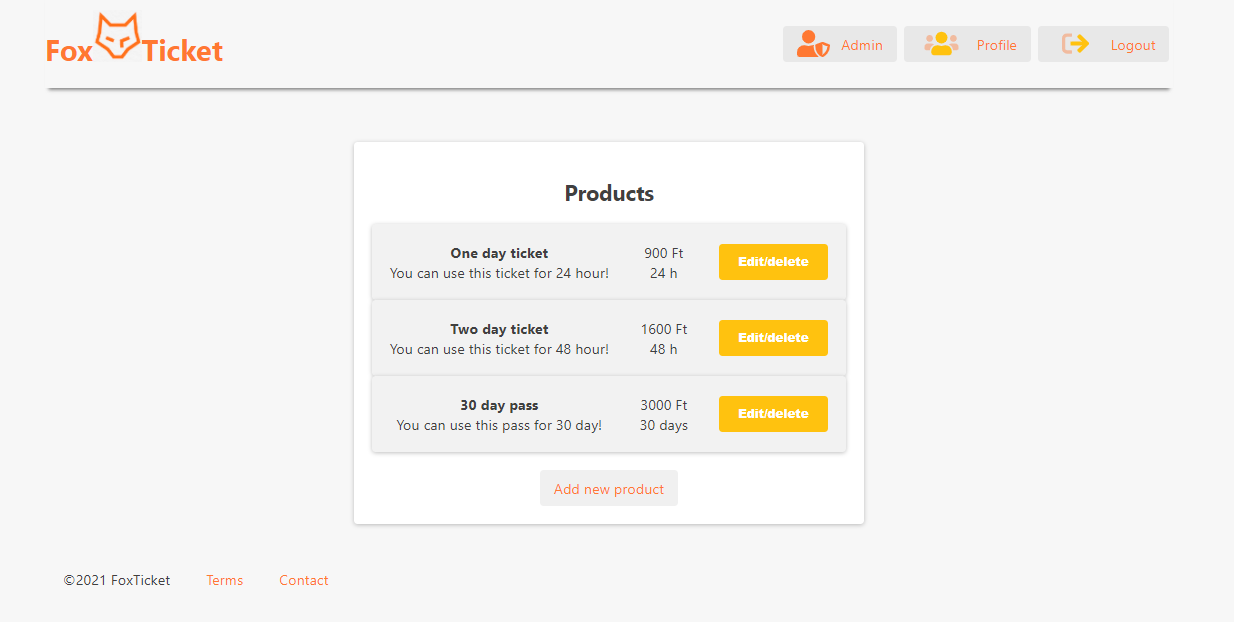 Fox Ticket
Admin
Profile
Logout
Products
One day ticket
You can use this ticket for 24 hour!
900 Ft
24 h
Edit/delete
Two day ticket
You can use this ticket for 48 hour!
1600 Ft
48 h
Edit/delete
30 day pass
You can use this pass for 30 day!
3000 Ft
30 days
Edit/delete
Add new product
©2021 FoxTicket
Terms
Contact